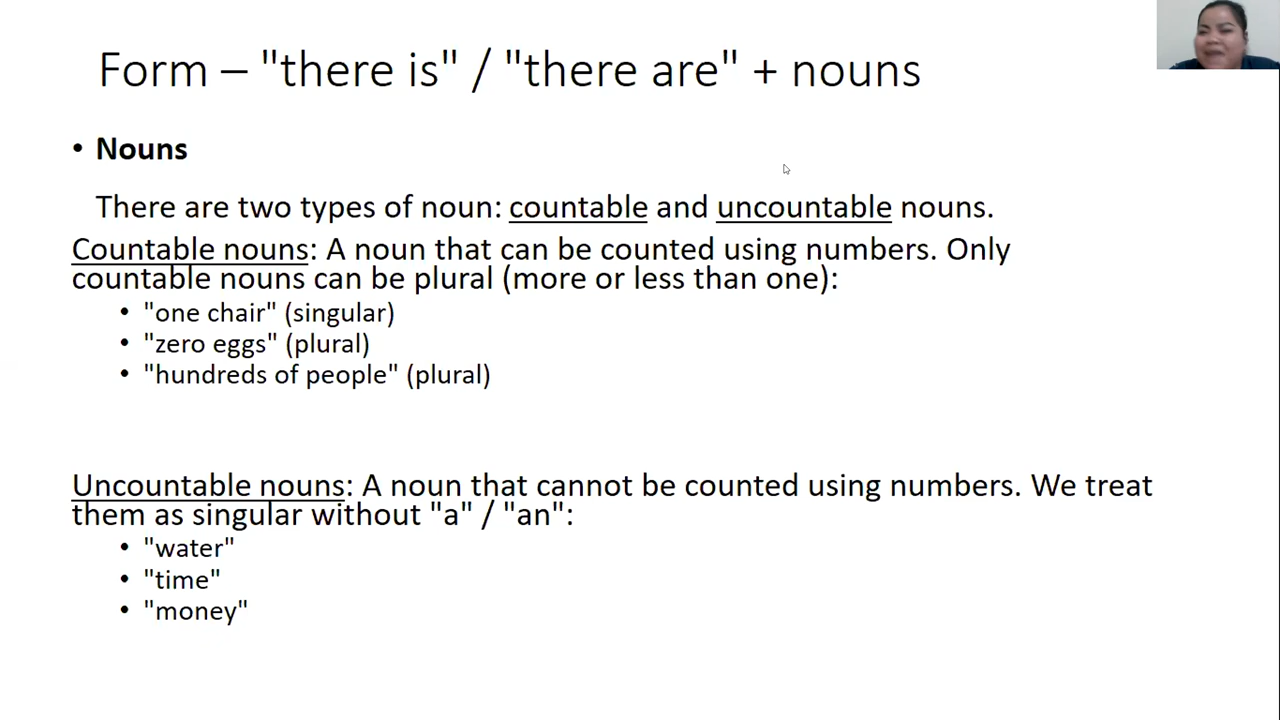 Form – "there is" / "there are" + nouns
• Nouns
There are two types of noun: countable and uncountable nouns.
Countable nouns: A noun that can be counted using numbers. Only
countable nouns can be plural (more or less than one):
• "one chair" (singular)
• "zero eggs" (plural)
• "hundreds of people" (plural)
Uncountable nouns: A noun that cannot be counted using numbers. We treat
them as singular without "a" / "an":
• "water"
• "time"
• "money"